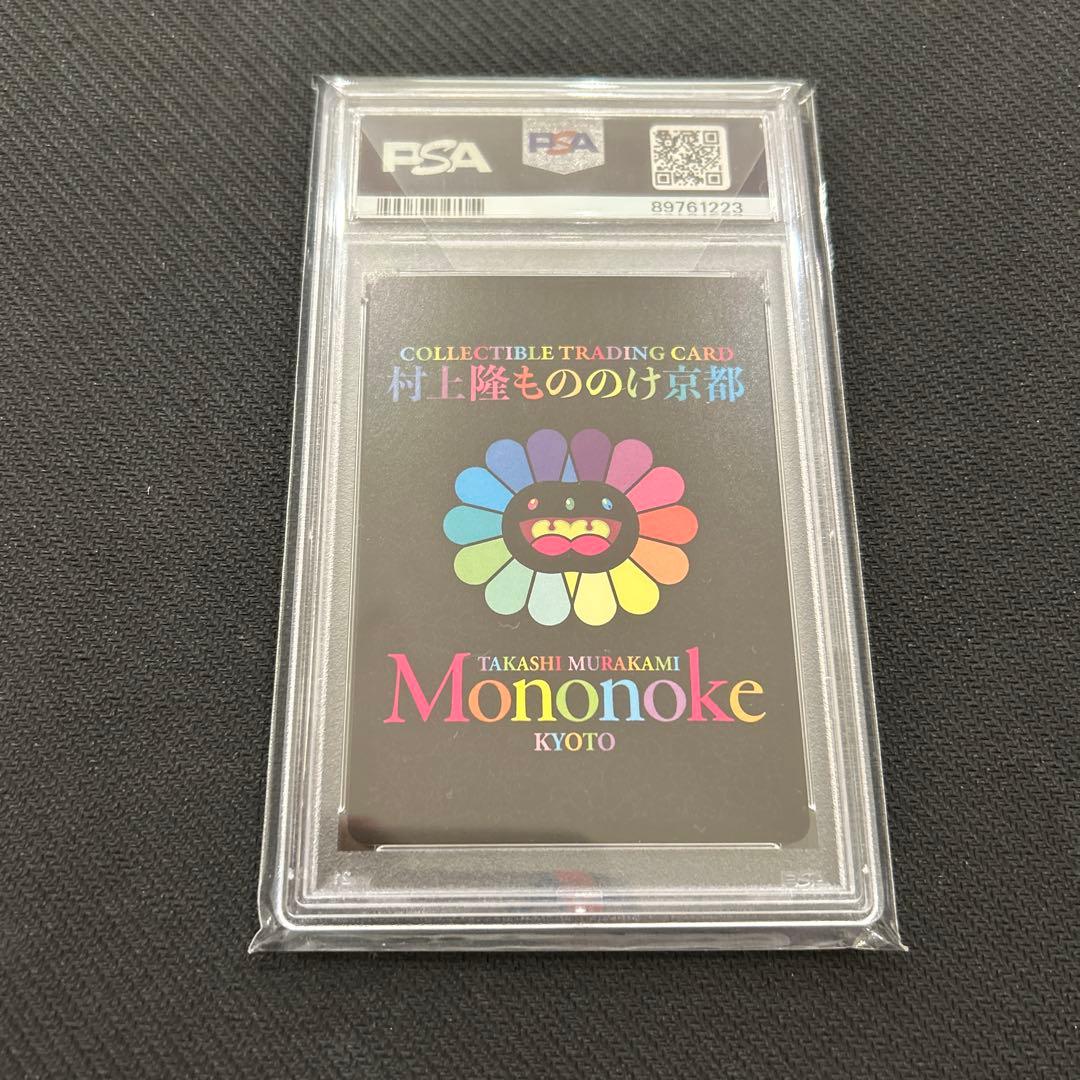 PSA
PSA
89761223
COLLECTIBLE TRADING CARD
村上隆もののけ京都
TAKASHI MURAKAMI
Mononoke
KYOTO